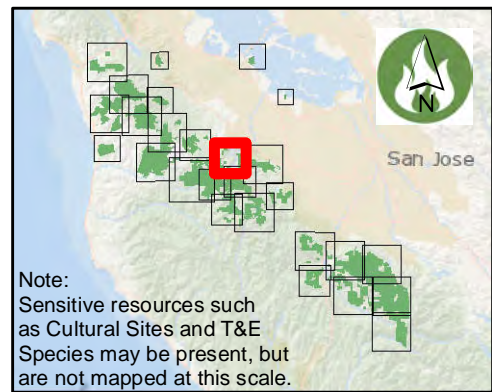 N
San Jose
Note:
Sensitive resources such
as Cultural Sites and T&E
Species may be present, but
are not mapped at this scale.